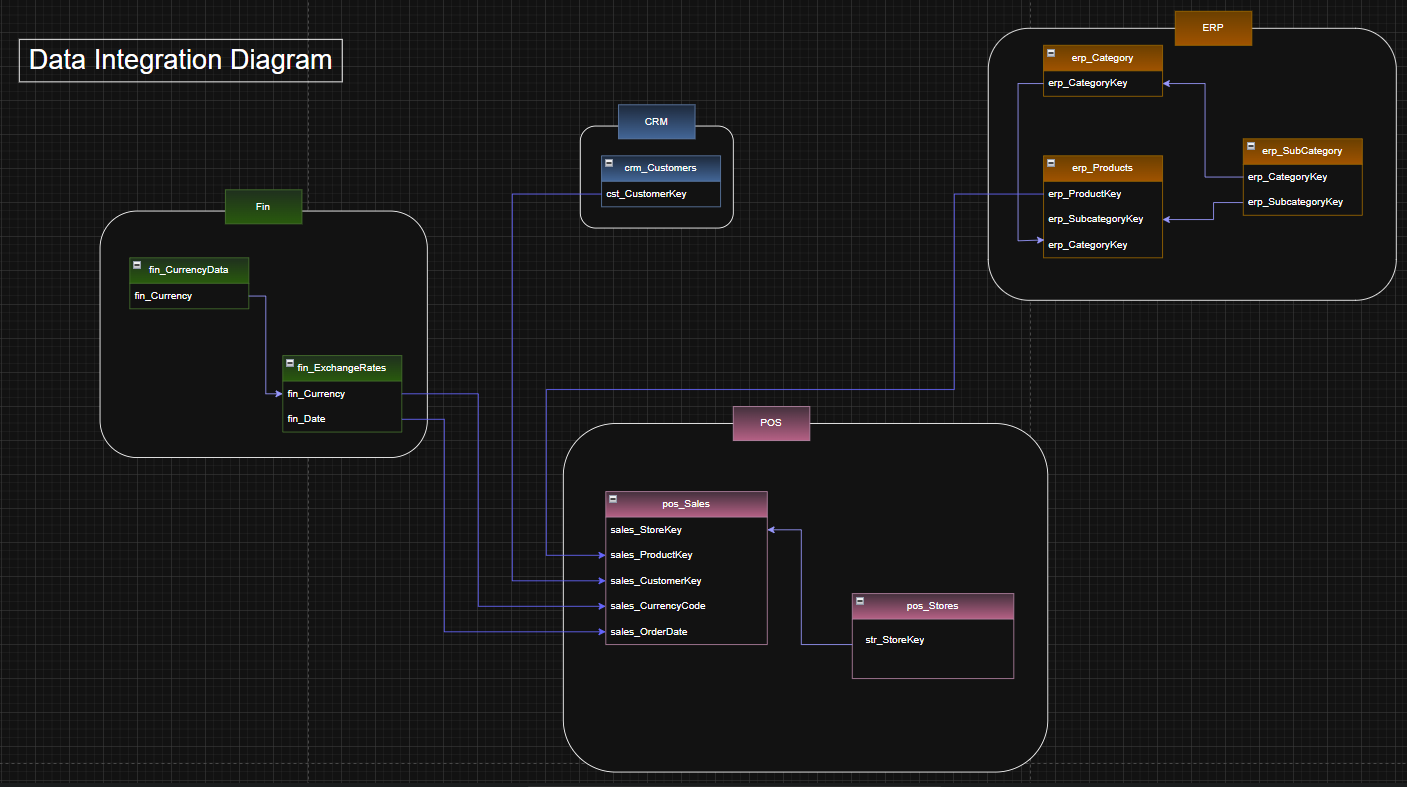 Data Integration Diagram
ERP
erp_Category
erp_CategoryKey
erp_SubCategory
erp_CategoryKey
erp_SubcategoryKey
erp_Products
erp_ProductKey
erp_SubcategoryKey
erp_CategoryKey
CRM
crm_Customers
cst_CustomerKey
Fin
fin_CurrencyData
fin_Currency
fin_ExchangeRates
fin_Currency
fin_Date
POS
pos_Sales
sales_StoreKey
sales_ProductKey
sales_CustomerKey
sales_CurrencyCode
sales_OrderDate
pos_Stores
str_StoreKey